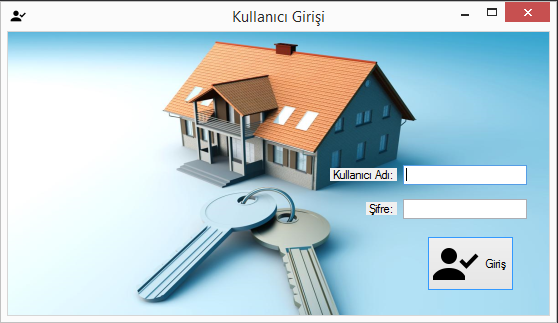 Kullanıcı Girişi
Kullanıcı Adı:
Şifre:
Giriş